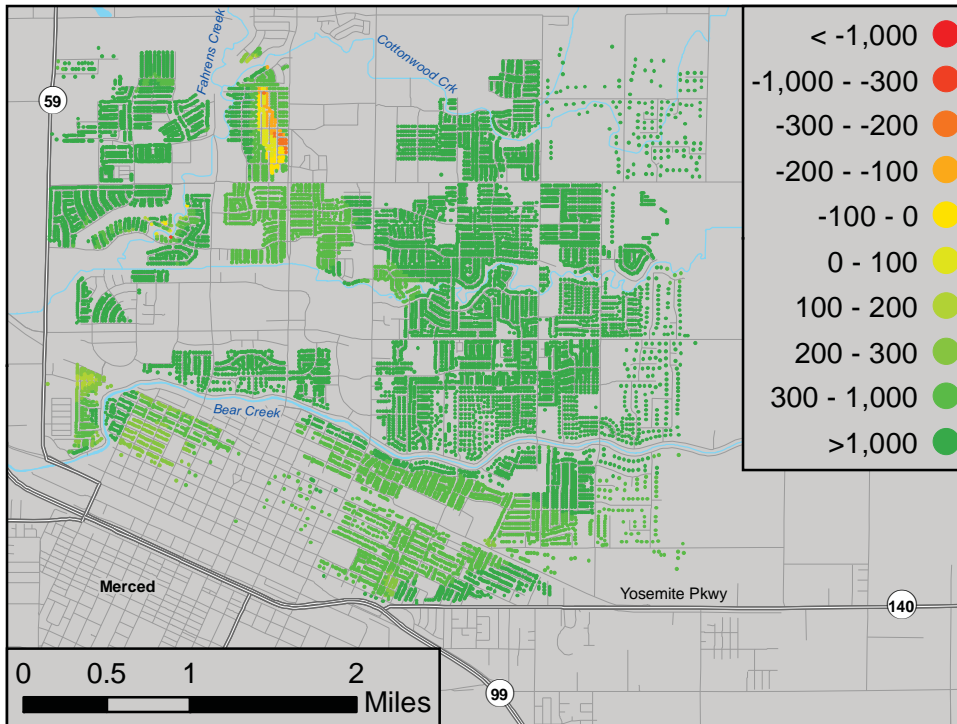 Fahrens Creek
Cottonwood Crk
59
< -1,000
-1,000 - -300
-300 - -200
-200 - -100
-100 - 0
0 - 100
100 - 200
200 - 300
300 - 1,000
>1,000
Bear Creek
Merced
Yosemite Pkwy
140
99
0 0.5 1 2
Miles